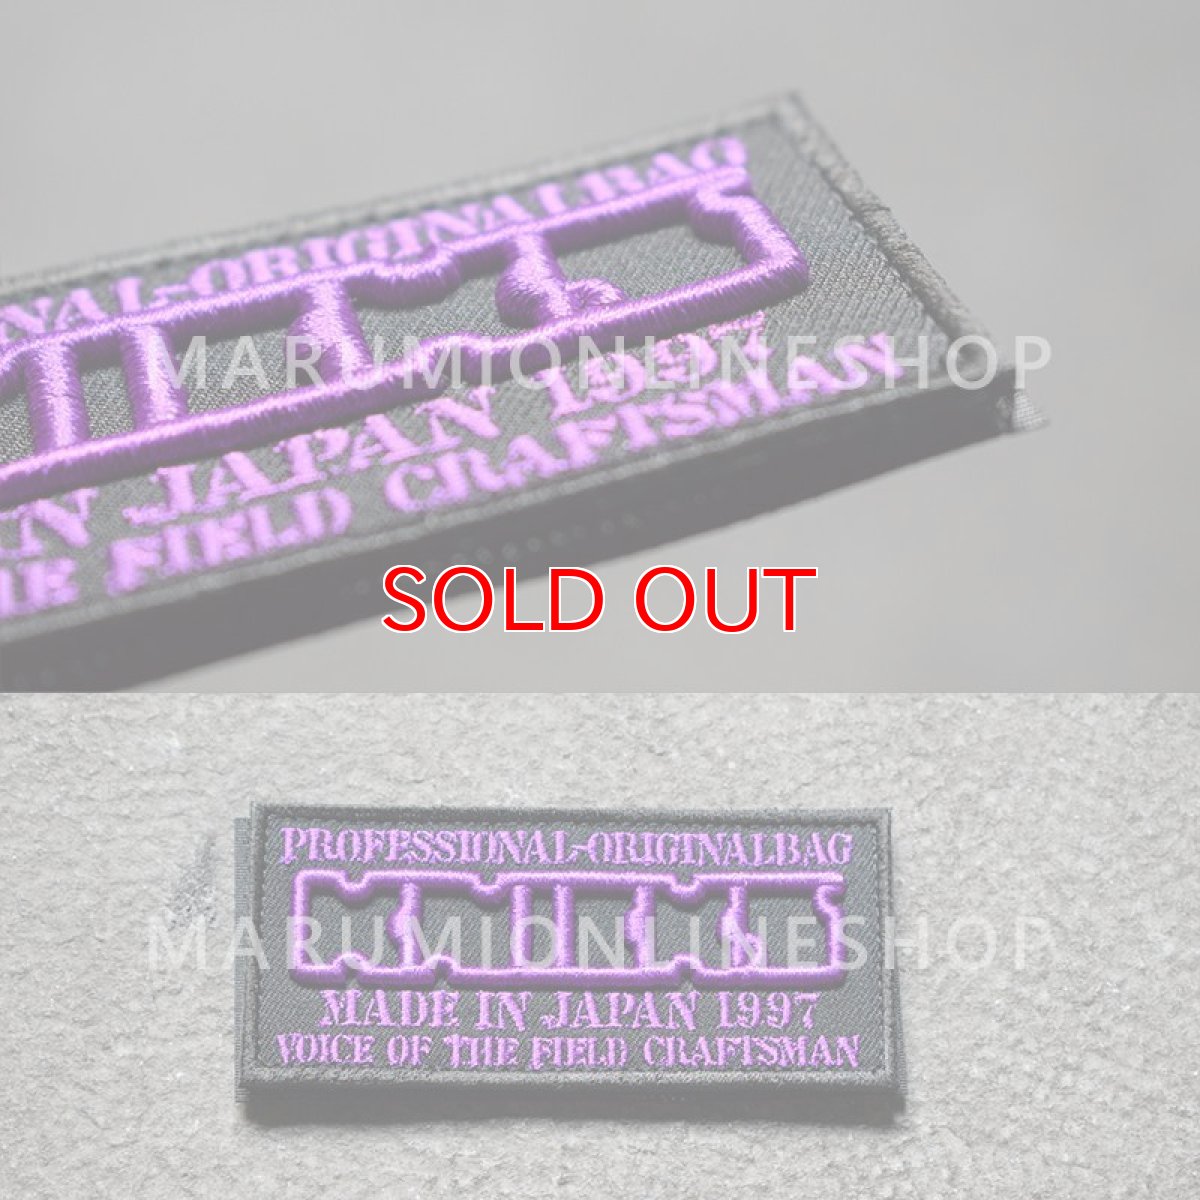 NAL-ORIGINALBAG
MARUMIONLINESHOP
IN JAPAN 1997
FIELD CRAFTSMAN
SOLD OUT
PROFESSIONAL-ORIGINALBAG
MARUMIONLINESHOP
MADE IN JAPAN 1997
VOICE OF THE FIELD CRAFTSMAN